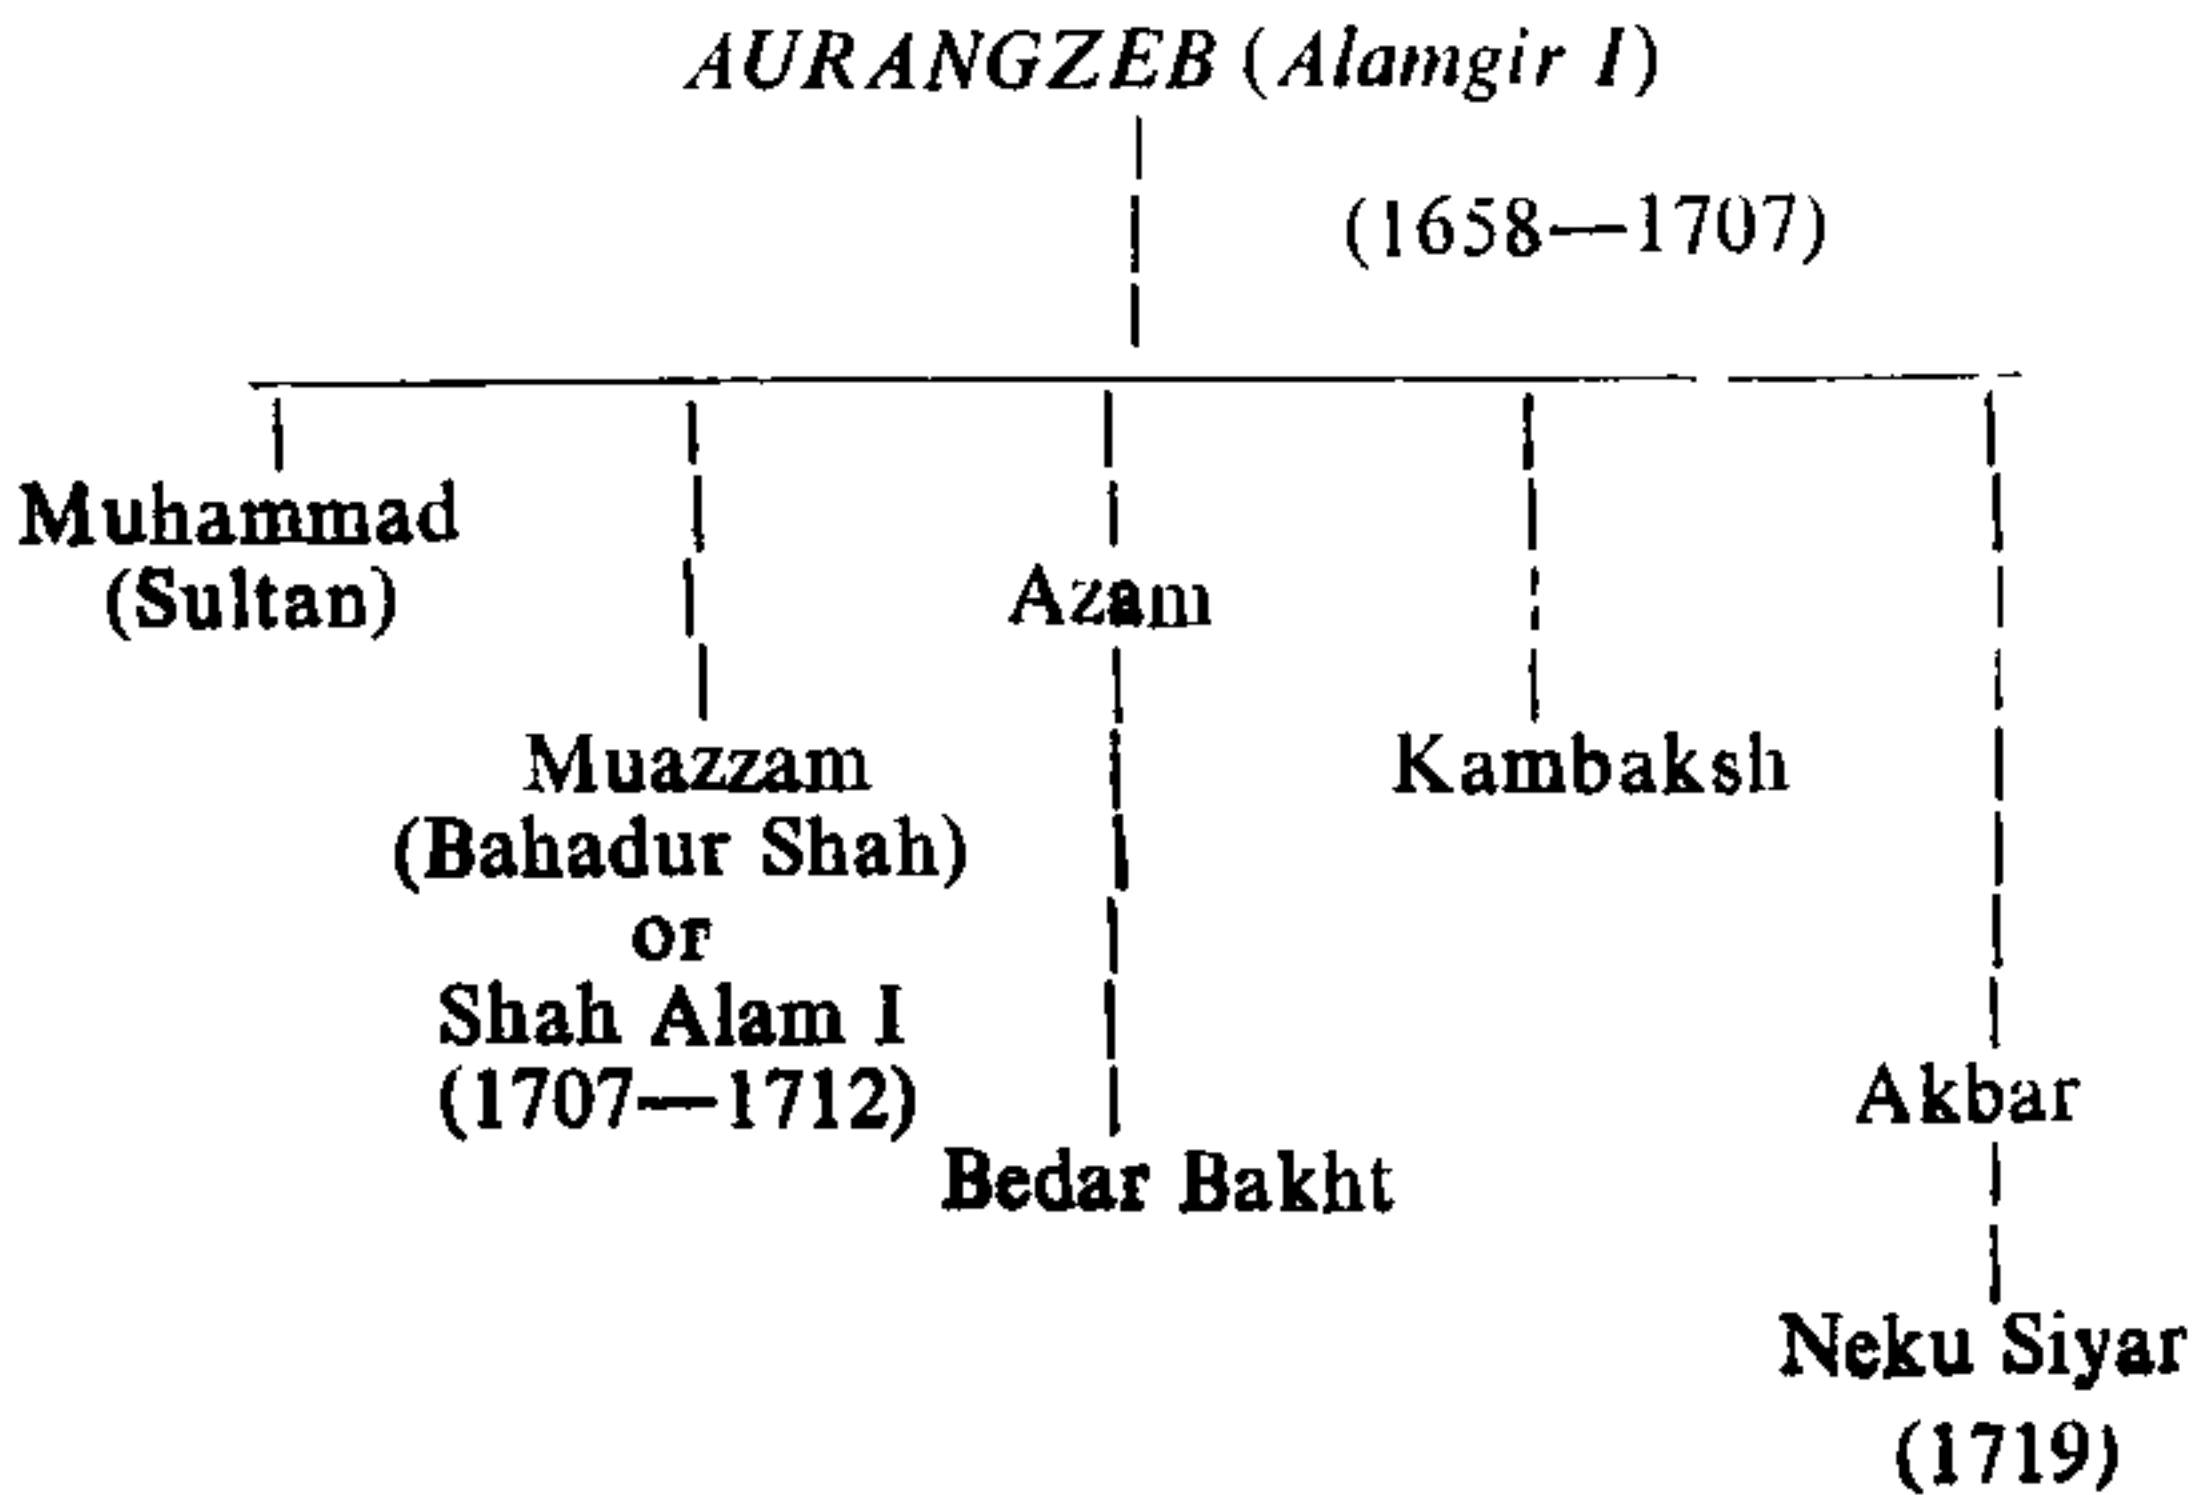 AURANGZEB (Alamgir I)
(1658—1707)
Muhammad
(Sultan)
Azam
Muazzam
(Bahadur Shah)
or
Shah Alam I
(1707—1712)
Kambaksh
Bedar Bakht
Akbar
Neku Siyar
(1719)